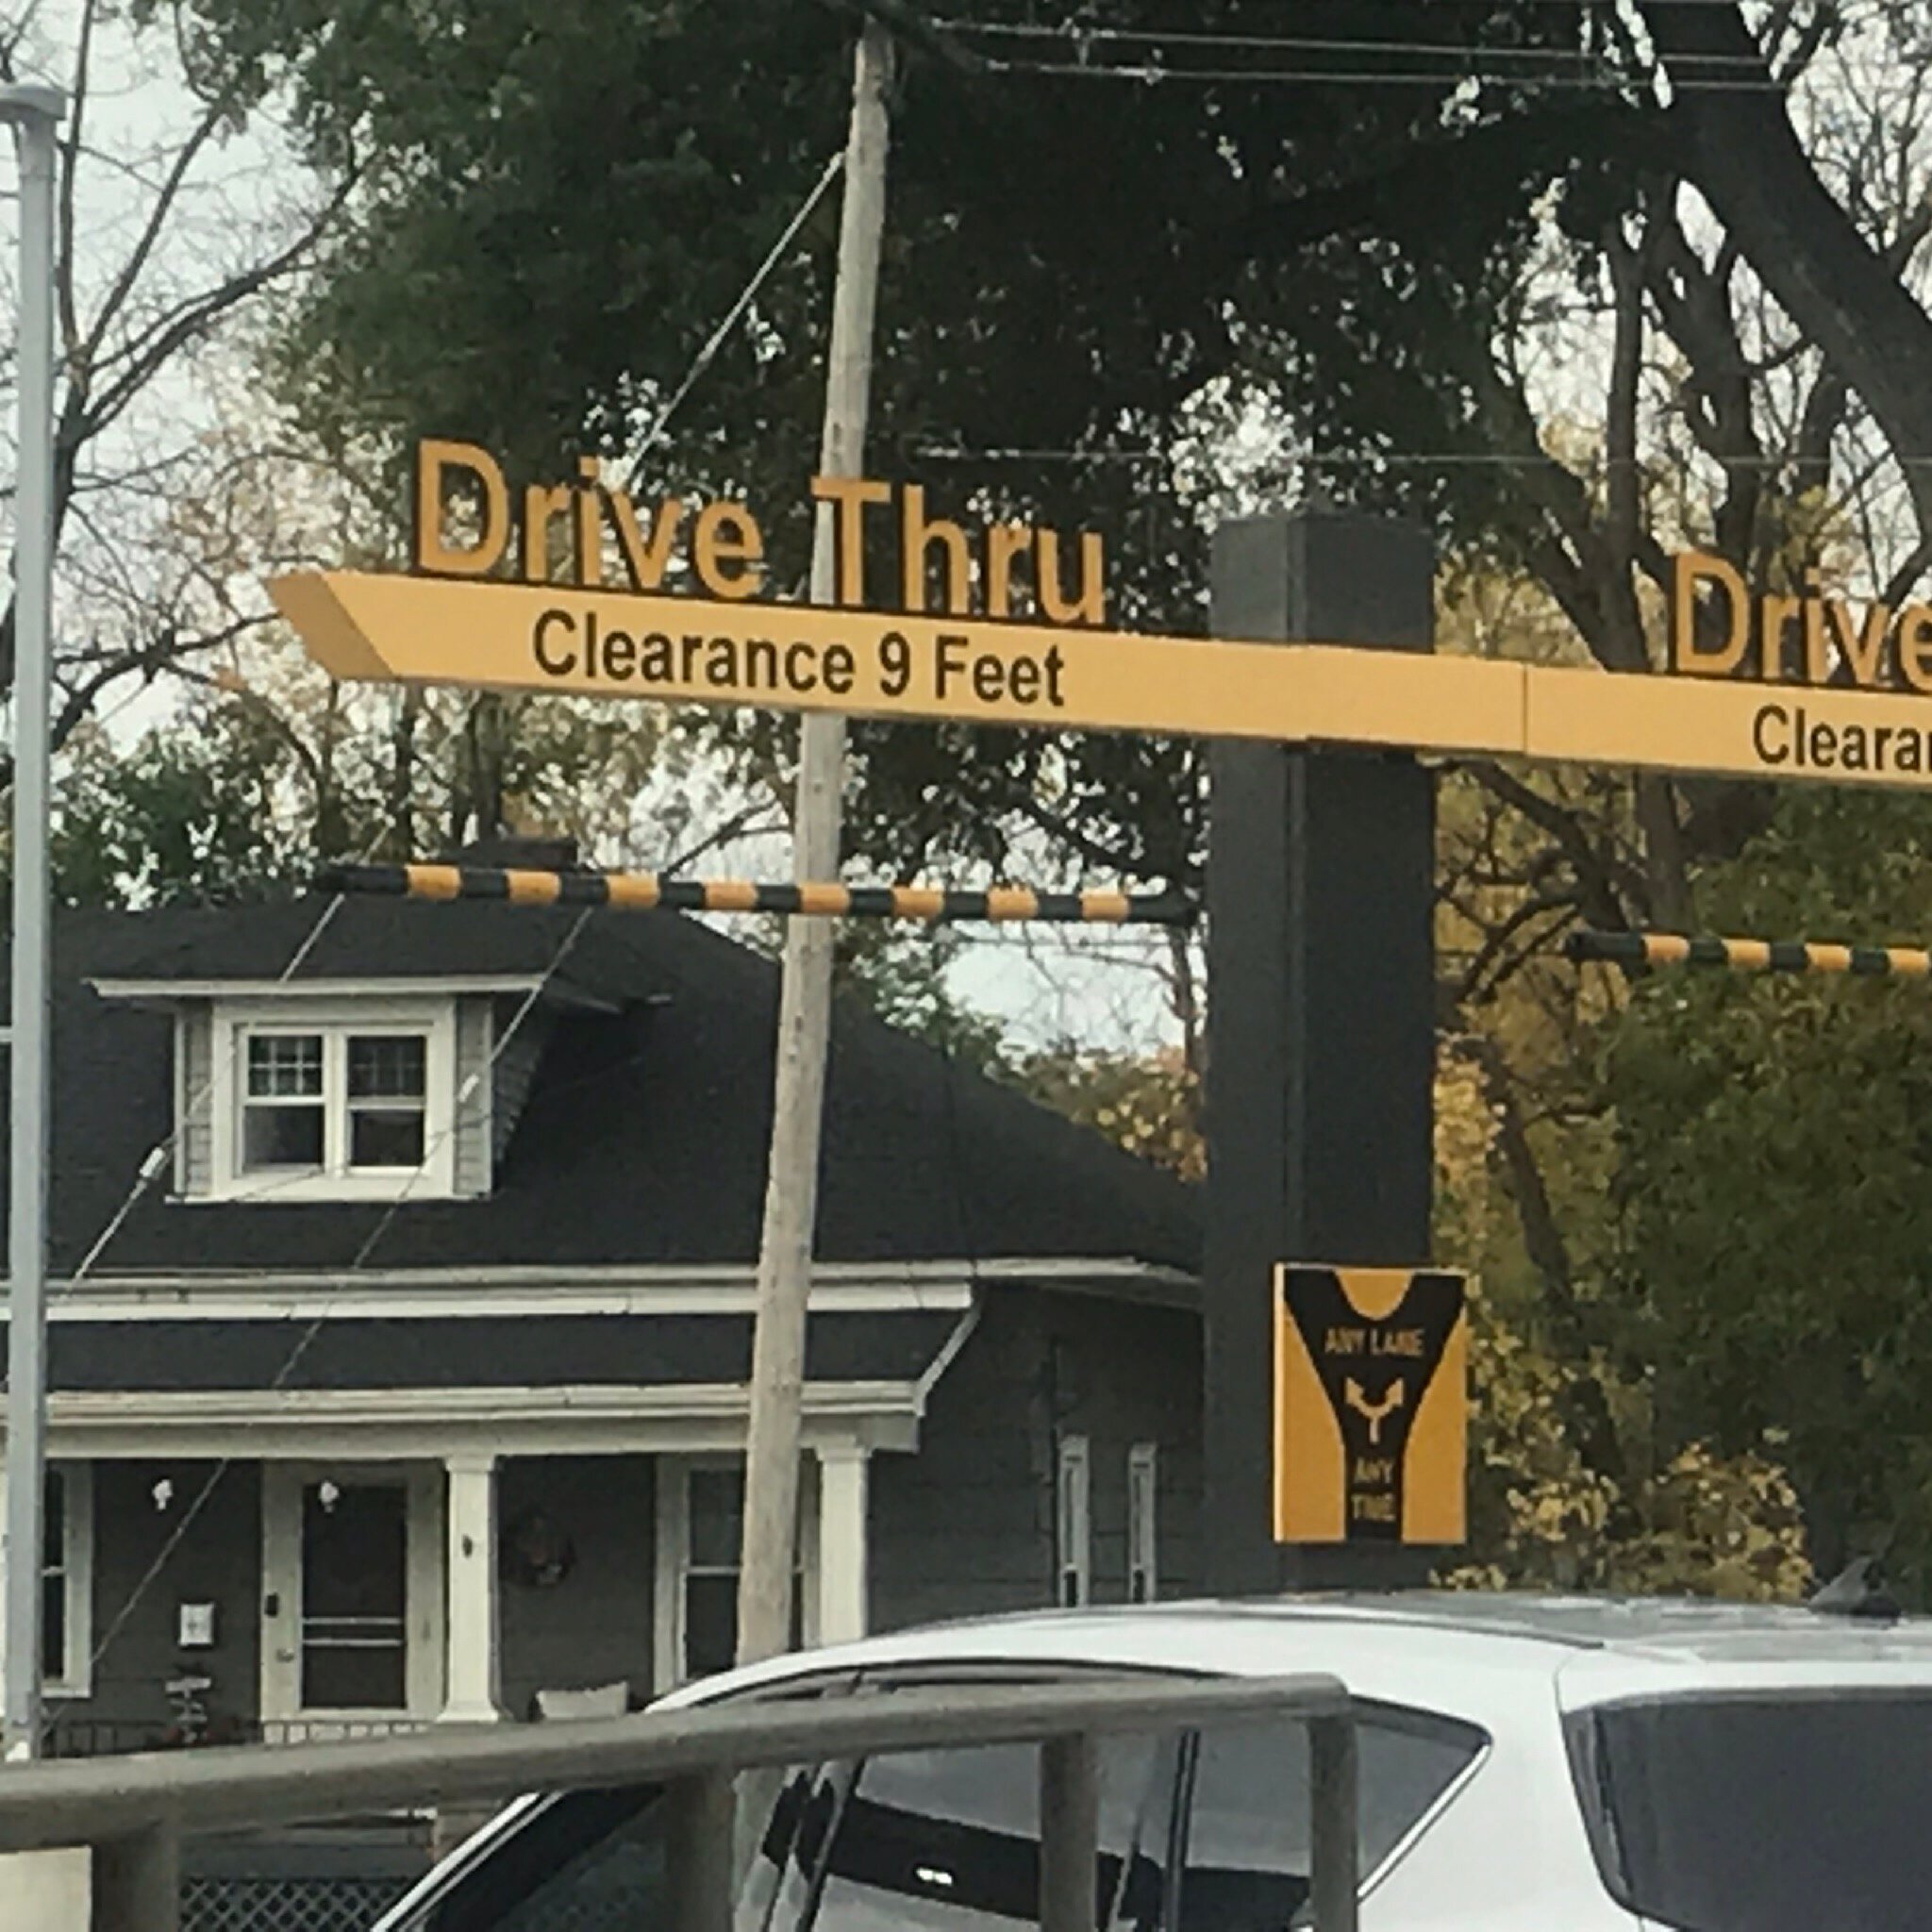 Drive Thru
Clearance 9 Feet
Drive
Cleara
ANY LANE
ANY
TIME